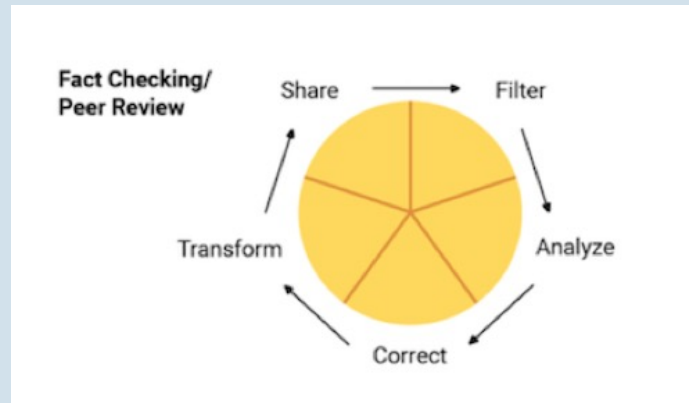 Fact Checking/
Peer Review
Share
Filter
Analyze
Correct
Transform